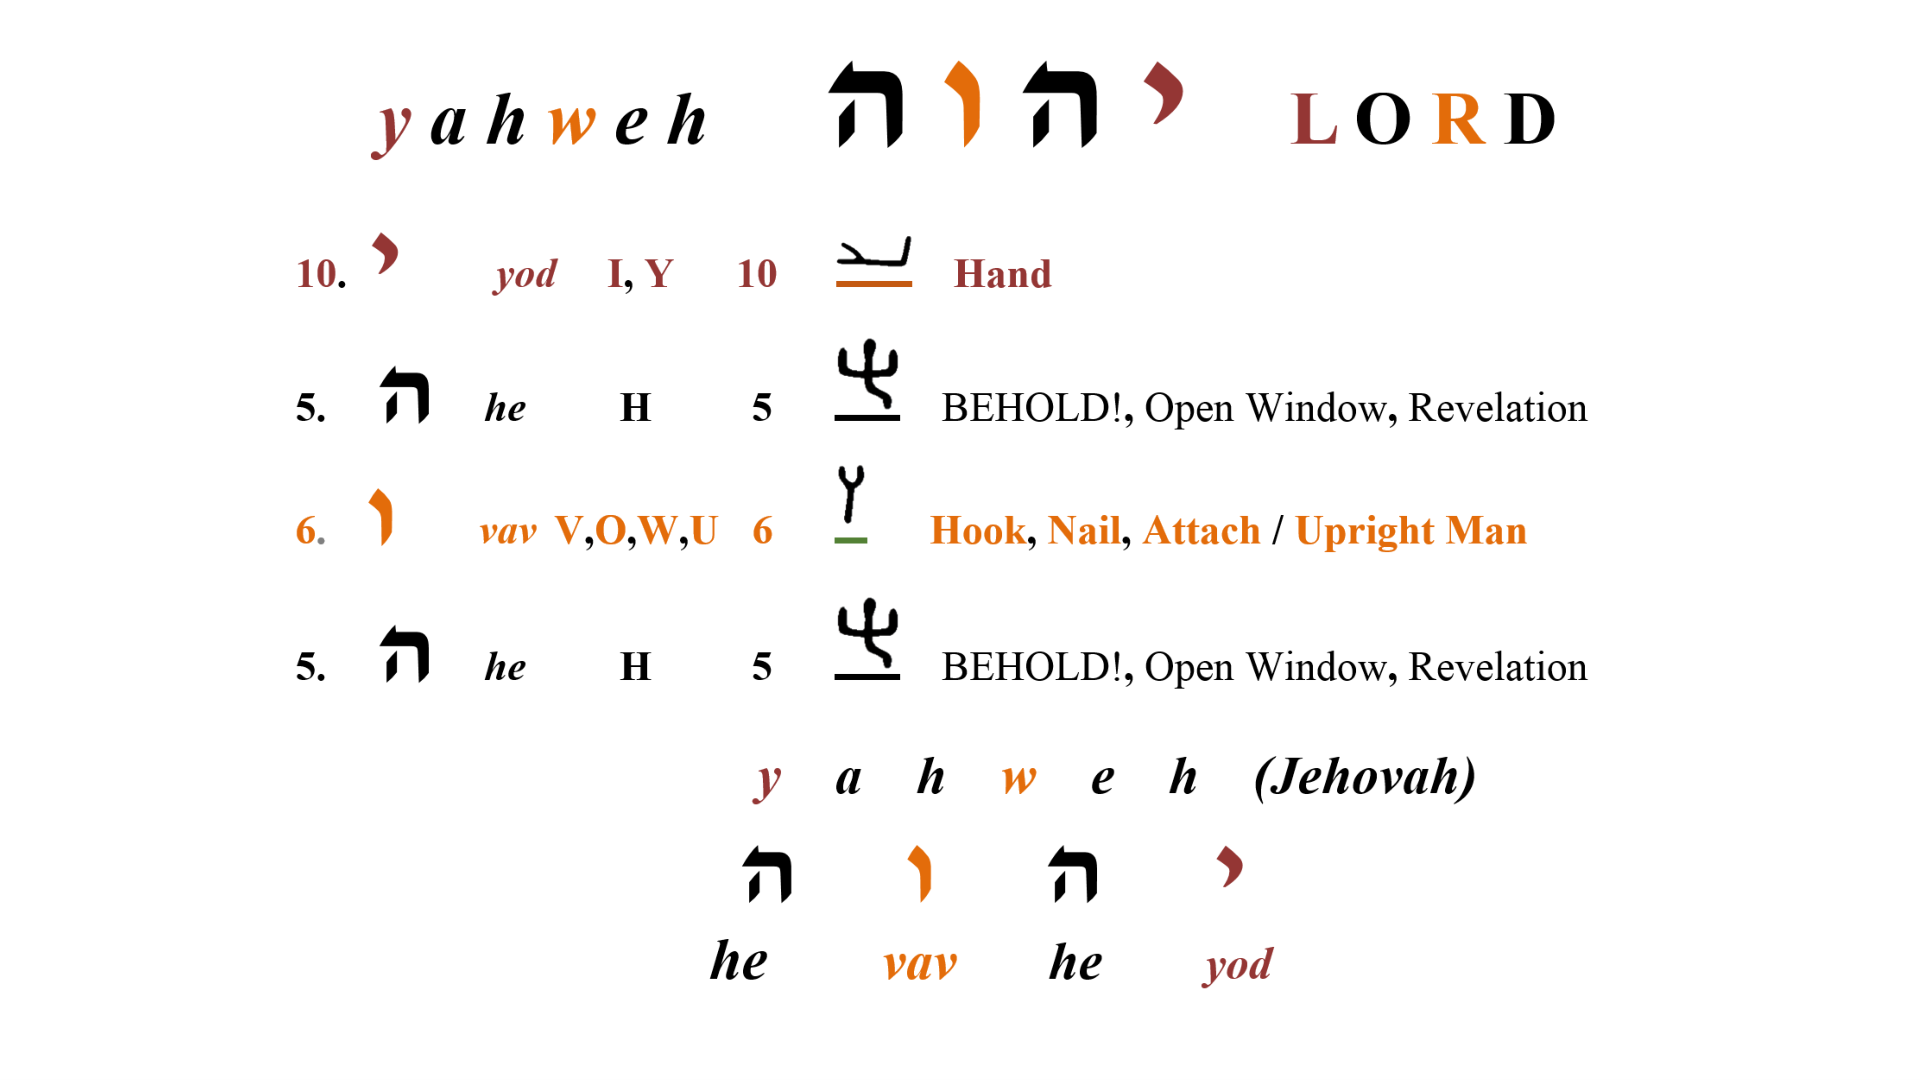 yahweh יהוה LORD
10. י yod I, Y 10 Hand
5. ה he H 5 BEHOLD!, Open Window, Revelation
6. ו vav V,O,W,U 6 Hook, Nail, Attach / Upright Man
5. ה he H 5 BEHOLD!, Open Window, Revelation
y a h w e h (Jehovah)
י ה ו ה
he vav he yod